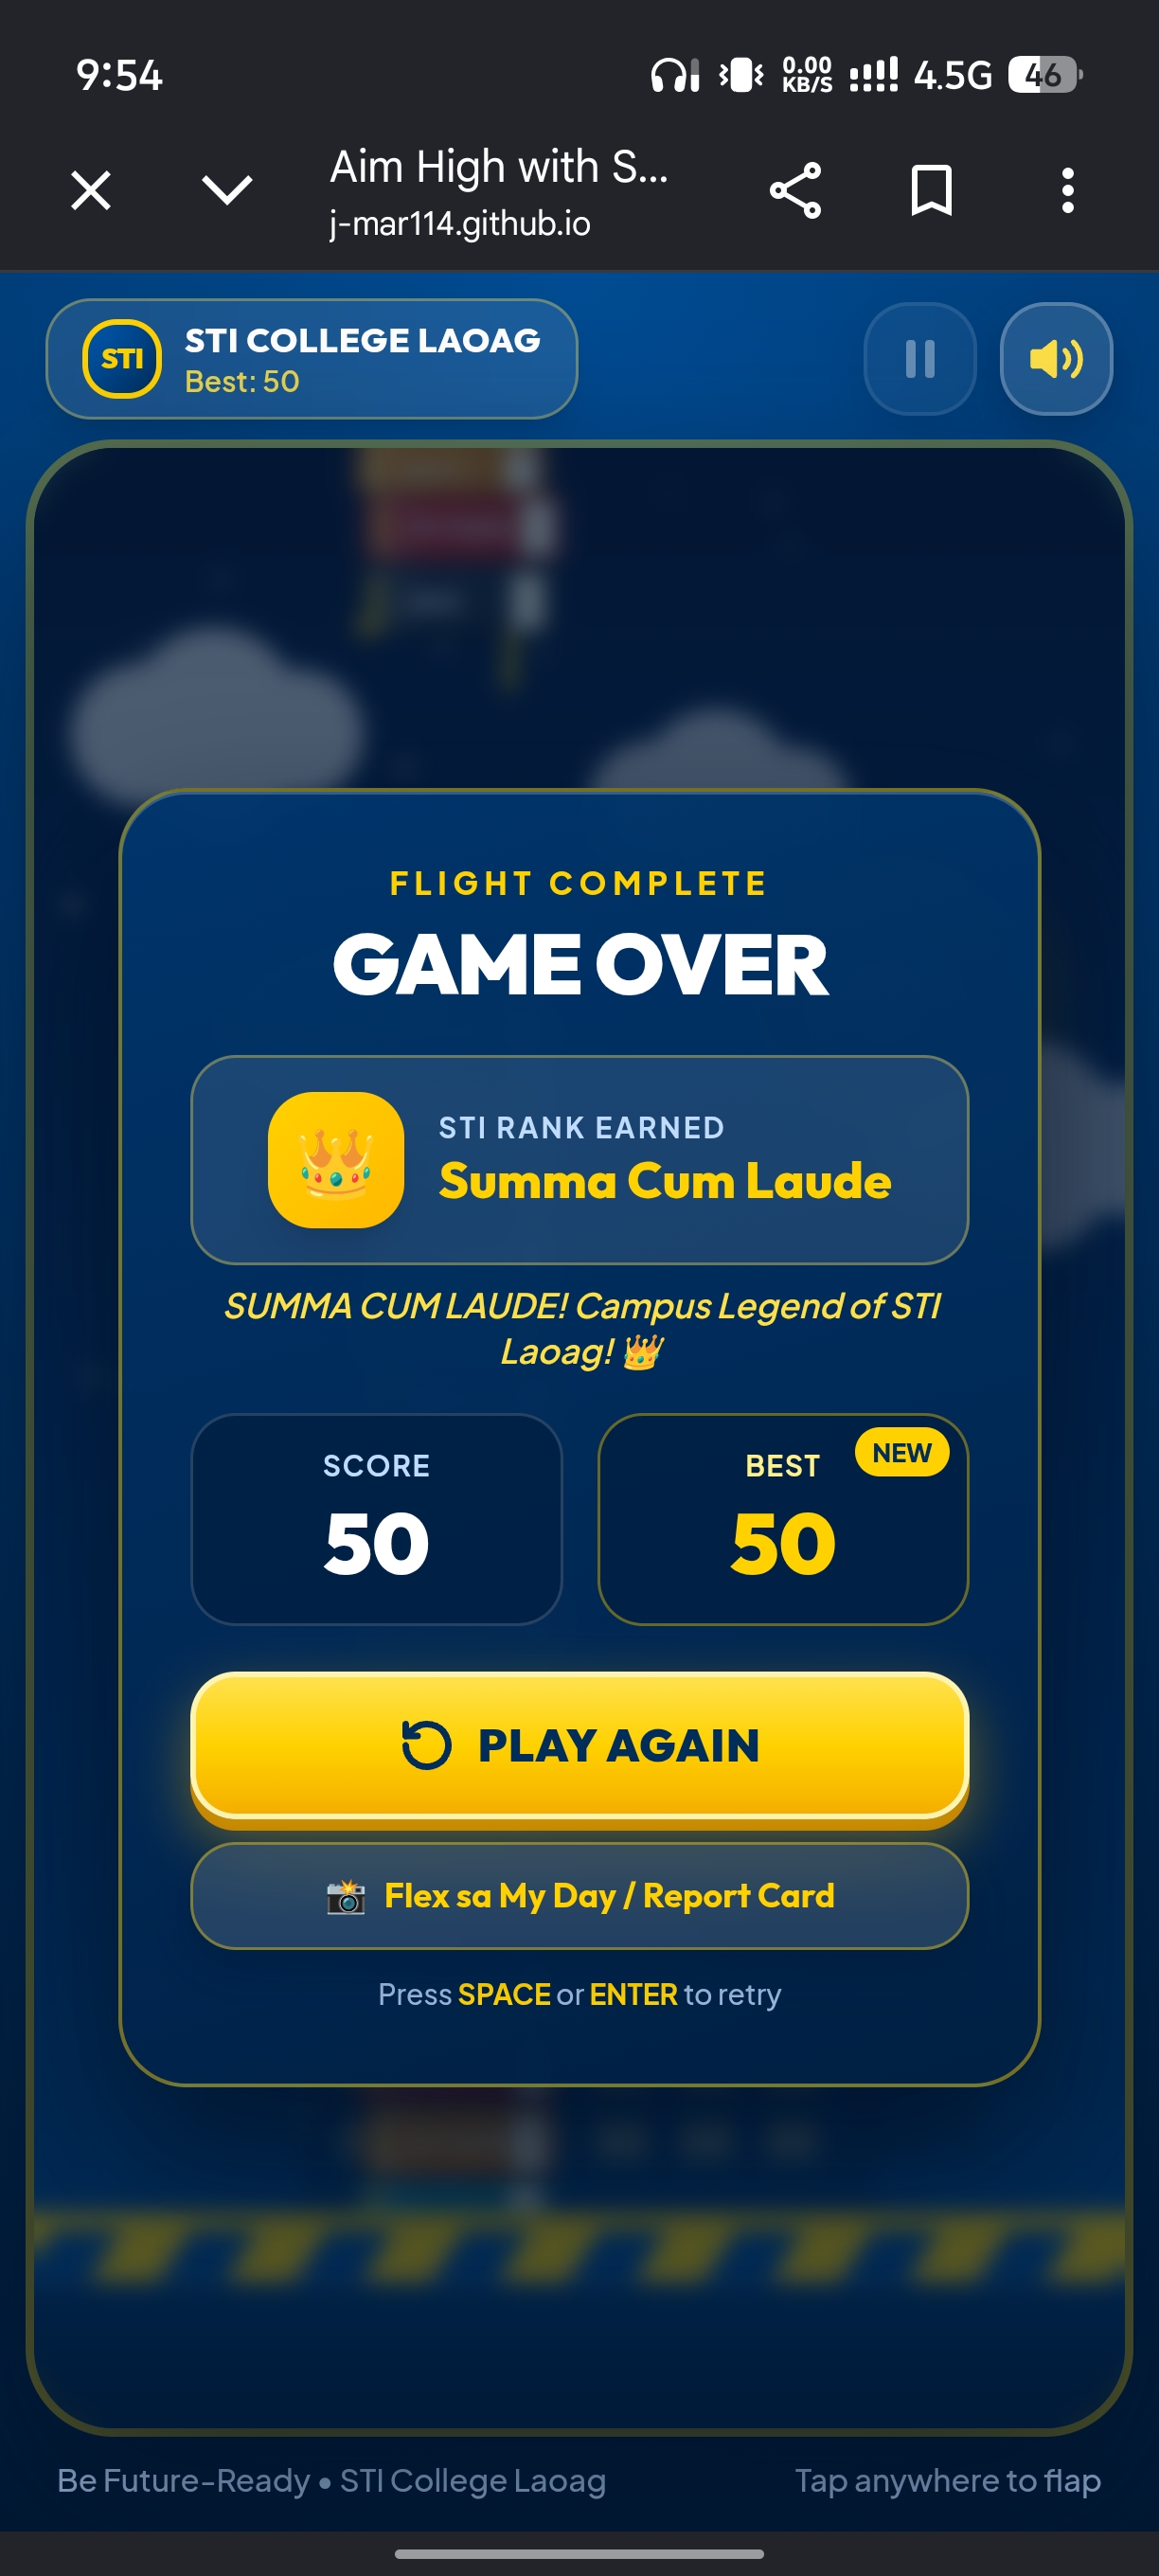 9:54
0.00
KB/S
4.5G
46
Aim High with S...
j-mar114.github.io
STI
STI COLLEGE LAOAG
Best: 50
FLIGHT COMPLETE
GAME OVER
STI RANK EARNED
Summa Cum Laude
SUMMA CUM LAUDE! Campus Legend of STI
Laoag! 👑
SCORE
50
BEST
NEW
50
PLAY AGAIN
📸 Flex sa My Day / Report Card
Press SPACE or ENTER to retry
Be Future-Ready • STI College Laoag
Tap anywhere to flap